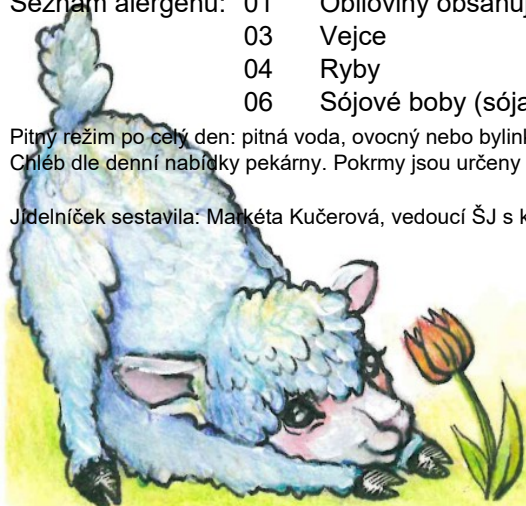 Seznam alergenů: 01 Obiloviny obsahuj
03 Vejce
04 Ryby
06 Sójové boby (sója
Pitný režim po celý den: pitná voda, ovocný nebo bylink
Chléb dle denní nabídky pekárny. Pokrmy jsou určeny
Jídelníček sestavila: Markéta Kučerová, vedoucí ŠJ s k